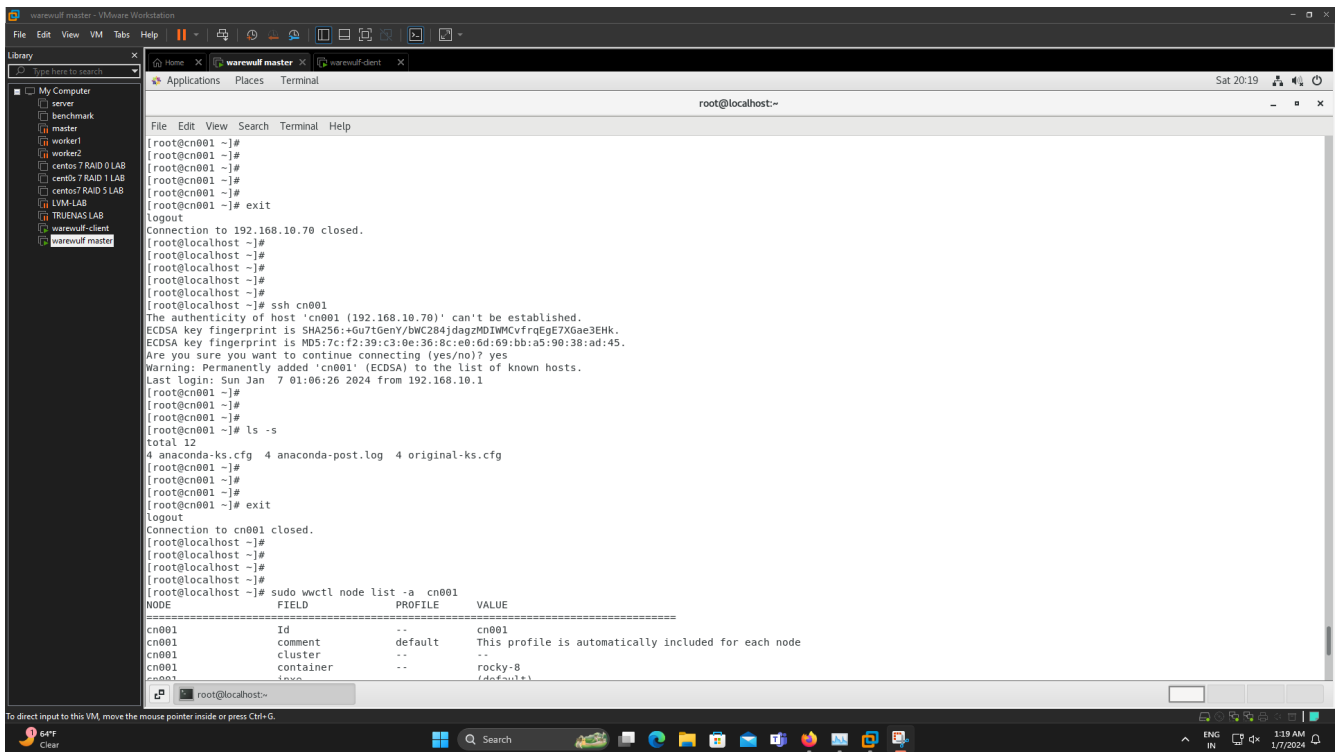 warewulf master - VMware Workstation
File Edit View VM Tabs Help
Library
Type here to search
My Computer
server
benchmark
master
worker1
worker2
centos 7 RAID 0 LAB
cent0s 7 RAID 1 LAB
centos7 RAID 5 LAB
LVM-LAB
TRUENAS LAB
warewulf-client
warewulf master
Home warewulf master warewulf-client
Applications Places Terminal Sat 20:19
root@localhost:~
File Edit View Search Terminal Help
[root@cn001 ~]#
[root@cn001 ~]#
[root@cn001 ~]#
[root@cn001 ~]#
[root@cn001 ~]#
[root@cn001 ~]# exit
logout
Connection to 192.168.10.70 closed.
[root@localhost ~]#
[root@localhost ~]#
[root@localhost ~]#
[root@localhost ~]#
[root@localhost ~]#
[root@localhost ~]# ssh cn001
The authenticity of host 'cn001 (192.168.10.70)' can't be established.
ECDSA key fingerprint is SHA256:+Gu7tGenY/bWC284jdagzMDIWMCvfrqEgE7XGae3EHk.
ECDSA key fingerprint is MD5:7c:f2:39:c3:0e:36:8c:e0:6d:69:bb:a5:90:38:ad:45.
Are you sure you want to continue connecting (yes/no)? yes
Warning: Permanently added 'cn001' (ECDSA) to the list of known hosts.
Last login: Sun Jan  7 01:06:26 2024 from 192.168.10.1
[root@cn001 ~]#
[root@cn001 ~]#
[root@cn001 ~]#
[root@cn001 ~]# ls -s
total 12
4 anaconda-ks.cfg  4 anaconda-post.log  4 original-ks.cfg
[root@cn001 ~]#
[root@cn001 ~]#
[root@cn001 ~]#
[root@cn001 ~]# exit
logout
Connection to cn001 closed.
[root@localhost ~]#
[root@localhost ~]#
[root@localhost ~]#
[root@localhost ~]#
[root@localhost ~]# sudo wwctl node list -a  cn001
NODE FIELD PROFILE VALUE
=====================================================================================
cn001 Id -- cn001
cn001 comment default This profile is automatically included for each node
cn001 cluster -- --
cn001 container -- rocky-8
cn001 ipxe (default)
root@localhost:~
To direct input to this VM, move the mouse pointer inside or press Ctrl+G.
1 64°F
Clear
Search
ENG
IN
1:19 AM
1/7/2024